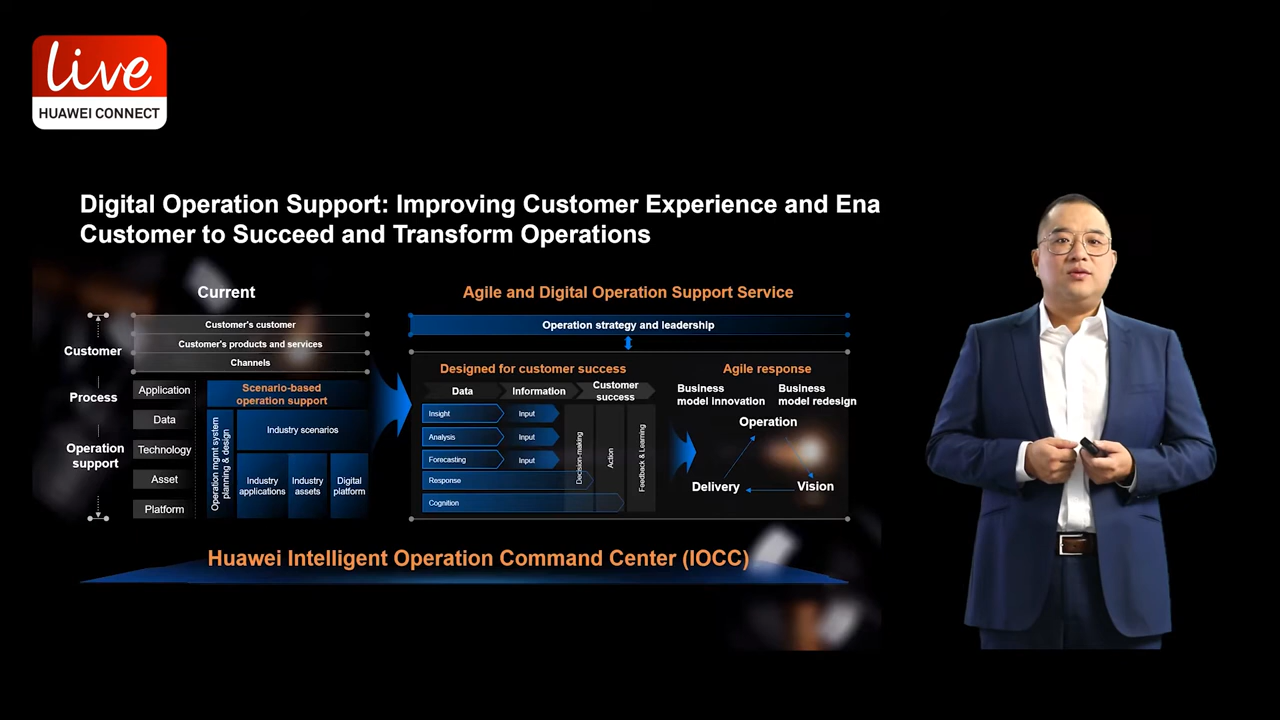 live
HUAWEI CONNECT
Digital Operation Support: Improving Customer Experience and Ena
Customer to Succeed and Transform Operations
Current
Customer
Process
Operation
support
Customer's customer
Customer's products and services
Channels
Application
Data
Technology
Asset
Platform
Scenario-based
operation support
Operation mgmt system
planning & design
Industry scenarios
Industry
applications
Industry
assets
Digital
platform
Agile and Digital Operation Support Service
Operation strategy and leadership
Designed for customer success
Data
Information
Customer
success
Insight
Input
Analysis
Input
Forecasting
Input
Response
Cognition
Decision-making
Action
Feedback & Learning
Agile response
Business
model innovation
Business
model redesign
Operation
Delivery
Vision
Huawei Intelligent Operation Command Center (IOCC)